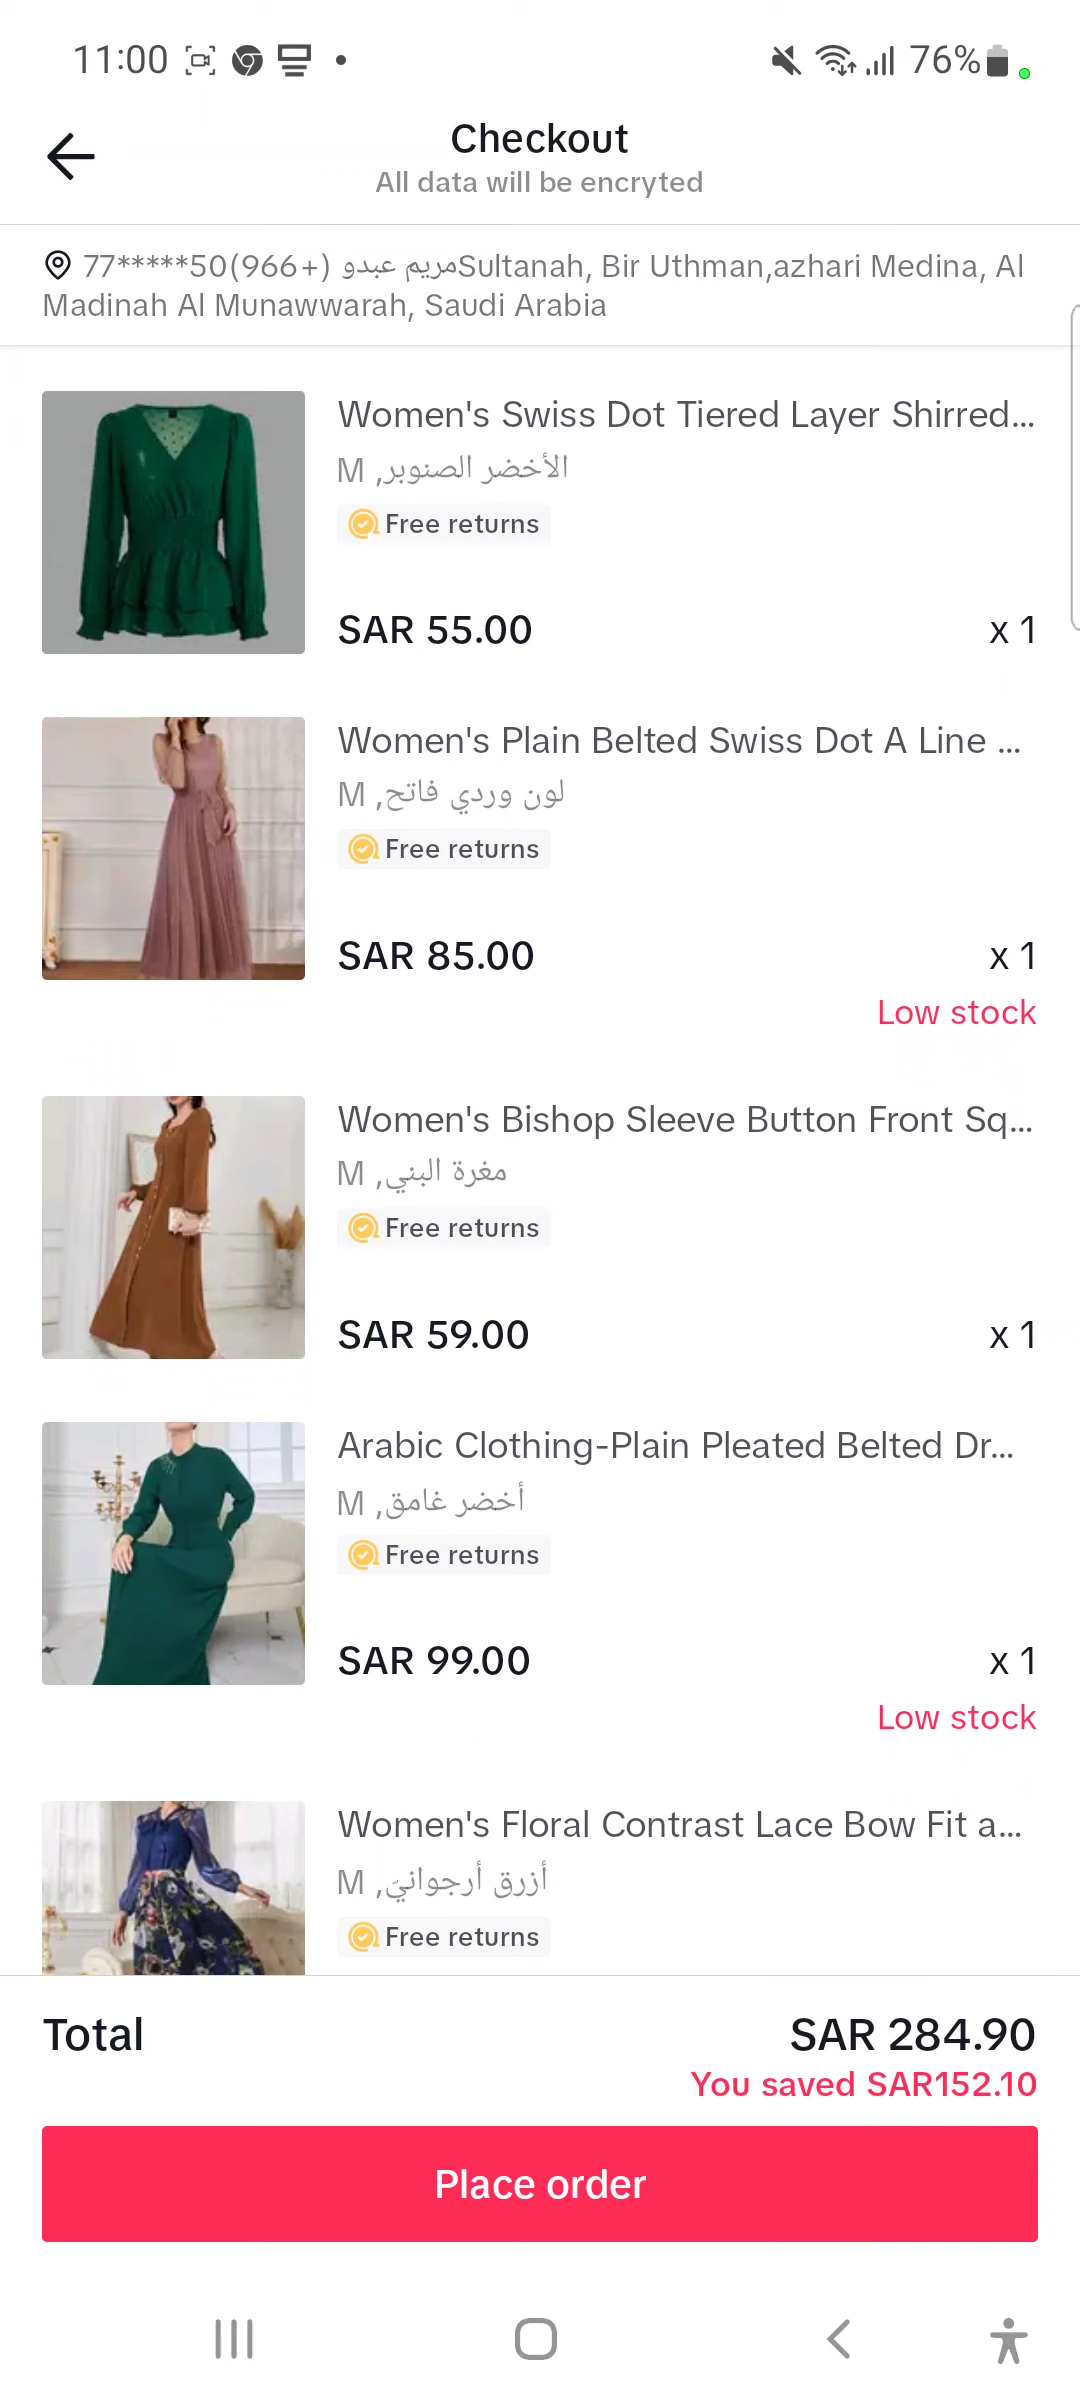 11:00 76%
Checkout
All data will be encryted
77*****50(966+) مريم عبدوSultanah, Bir Uthman,azhari Medina, Al
Madinah Al Munawwarah, Saudi Arabia
Women's Swiss Dot Tiered Layer Shirred...
الأخضر الصنوبر, M
Free returns
SAR 55.00 x 1
Women's Plain Belted Swiss Dot A Line ...
لون وردي فاتح, M
Free returns
SAR 85.00 x 1
Low stock
Women's Bishop Sleeve Button Front Sq...
مغرة البني, M
Free returns
SAR 59.00 x 1
Arabic Clothing-Plain Pleated Belted Dr...
أخضر غامق, M
Free returns
SAR 99.00 x 1
Low stock
Women's Floral Contrast Lace Bow Fit a...
أزرق أرجوانيّ, M
Free returns
Total SAR 284.90
You saved SAR152.10
Place order